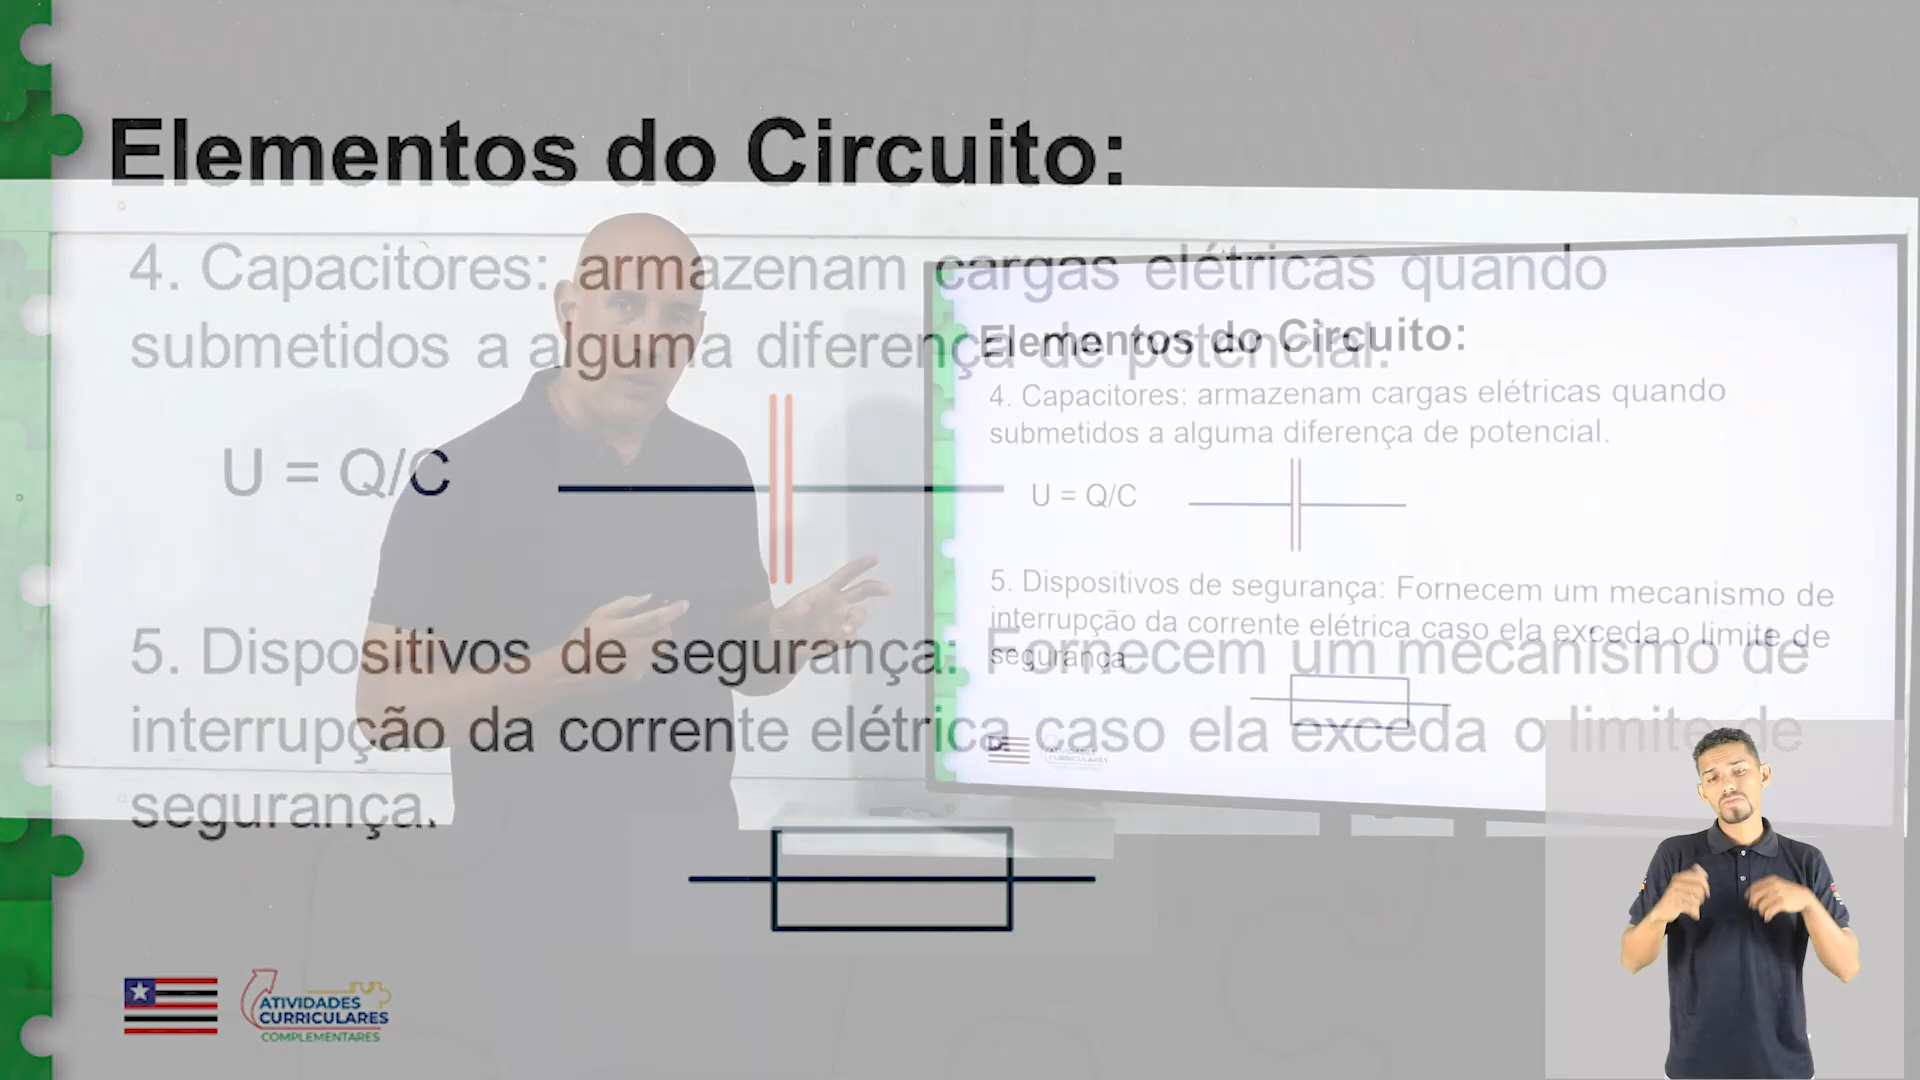 Elementos do Circuito:
4. Capacitores: armazenam cargas elétricas quando
submetidos a alguma diferença de potencial.
U = Q/C
5. Dispositivos de segurança: Fornecem um mecanismo de
interrupção da corrente elétrica caso ela exceda o limite de
segurança.
Elementos do Circuito:
4. Capacitores: armazenam cargas elétricas quando
submetidos a alguma diferença de potencial.
U = Q/C
5. Dispositivos de segurança: Fornecem um mecanismo de
interrupção da corrente elétrica caso ela exceda o limite de
segurança.
ATIVIDADES
CURRICULARES
ATIVIDADES
CURRICULARES
COMPLEMENTARES